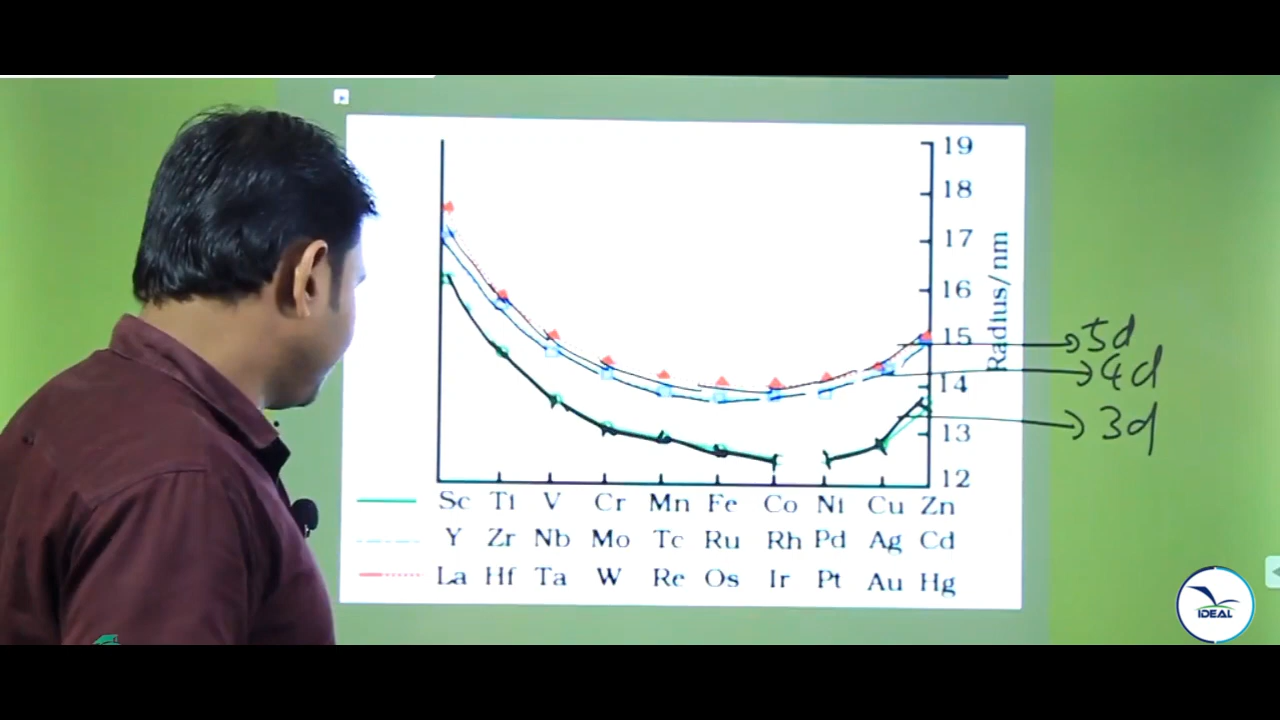 19
18
17
16
15
14
13
12
Radius/nm
5d
4d
3d
Sc Ti V Cr Mn Fe Co Ni Cu Zn
Y Zr Nb Mo Tc Ru Rh Pd Ag Cd
La Hf Ta W Re Os Ir Pt Au Hg
IDEAL